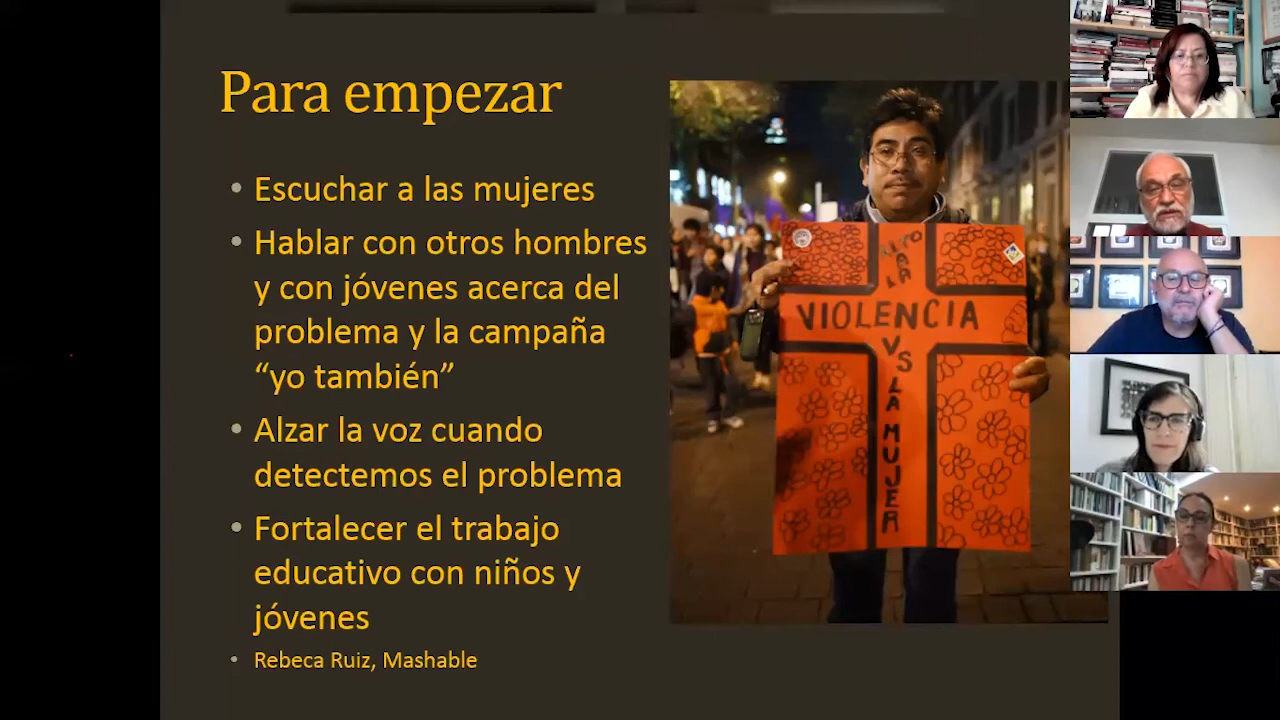 Para empezar
• Escuchar a las mujeres
• Hablar con otros hombres
y con jóvenes acerca del
problema y la campaña
“yo también”
• Alzar la voz cuando
detectemos el problema
• Fortalecer el trabajo
educativo con niños y
jóvenes
• Rebeca Ruiz, Mashable
VIOLENCIA
VS
LA
MUJER